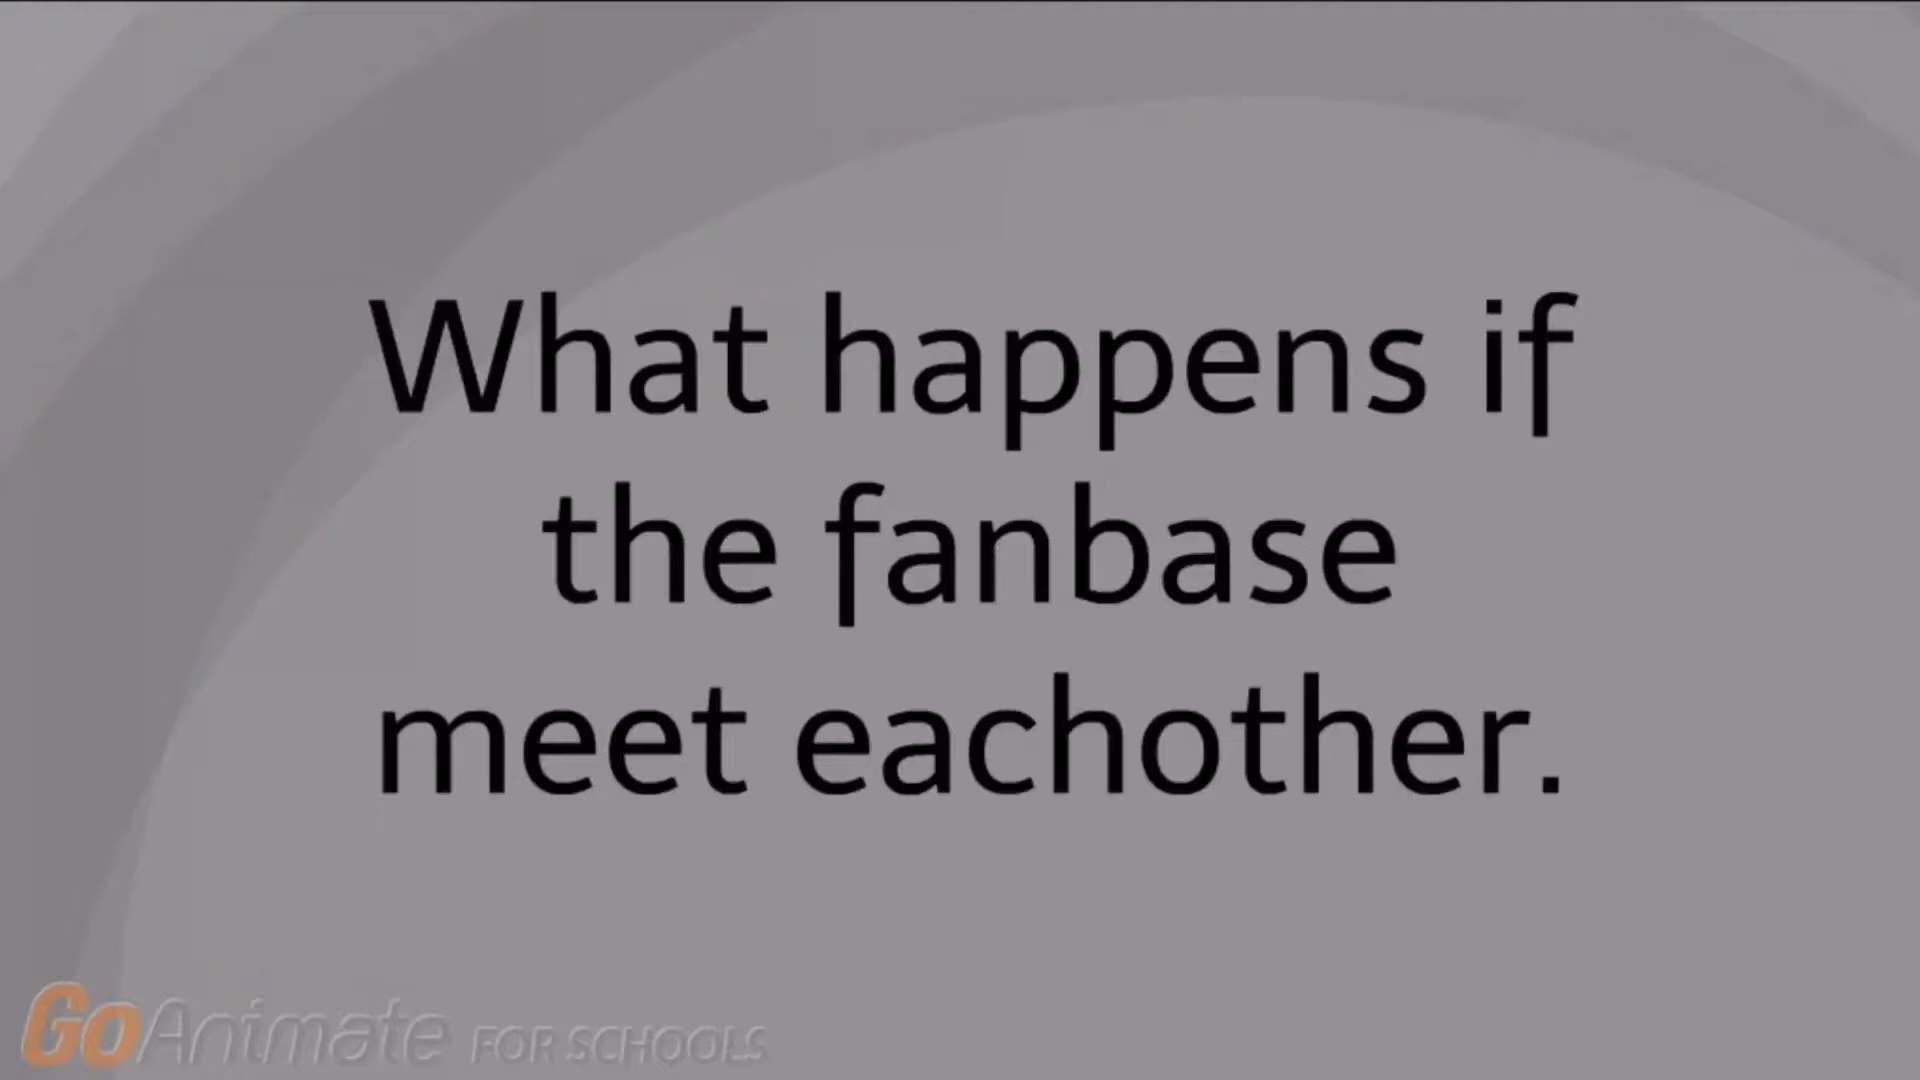 What happens if
the fanbase
meet eachother.
GoAnimate FOR SCHOOLS